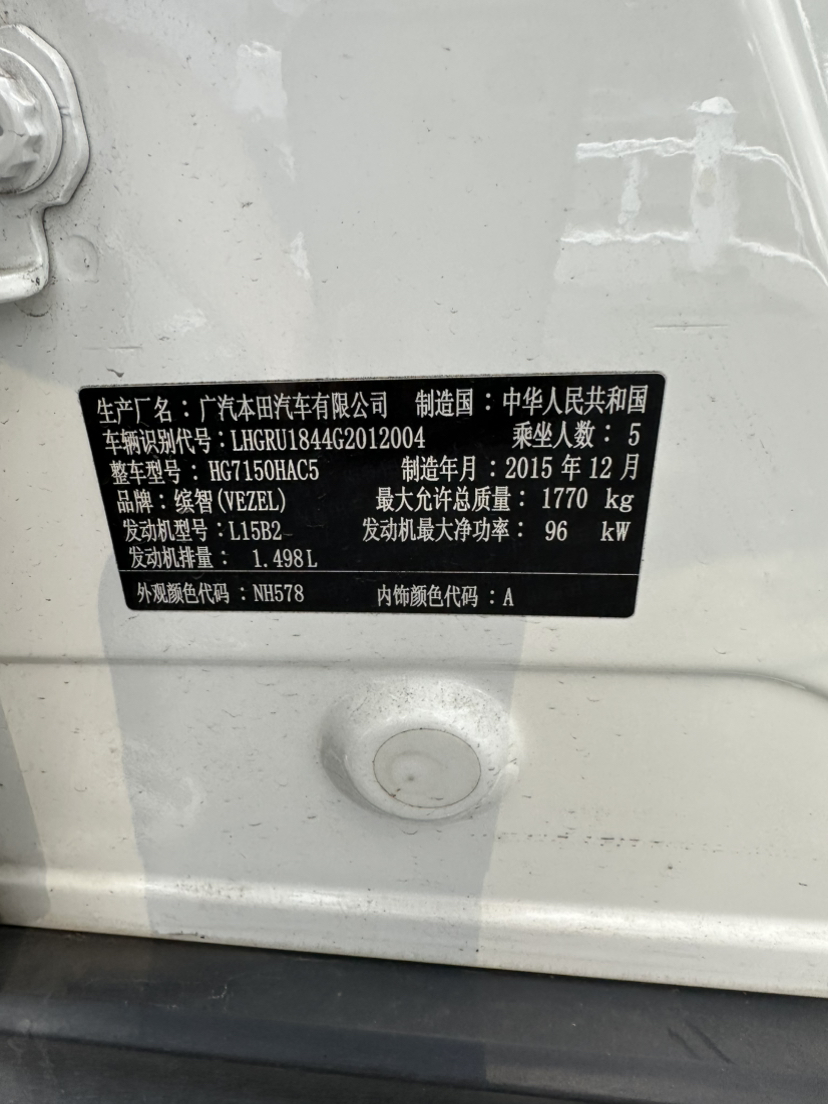 生产厂名：广汽本田汽车有限公司 制造国：中华人民共和国
车辆识别代号：LHGRU1844G2012004 乘坐人数：5
整车型号：HG7150HAC5 制造年月：2015 年 12 月
品牌：缤智(VEZEL) 最大允许总质量：1770 kg
发动机型号：L15B2 发动机最大净功率：96 kW
发动机排量：1.498L
外观颜色代码：NH578 内饰颜色代码：A